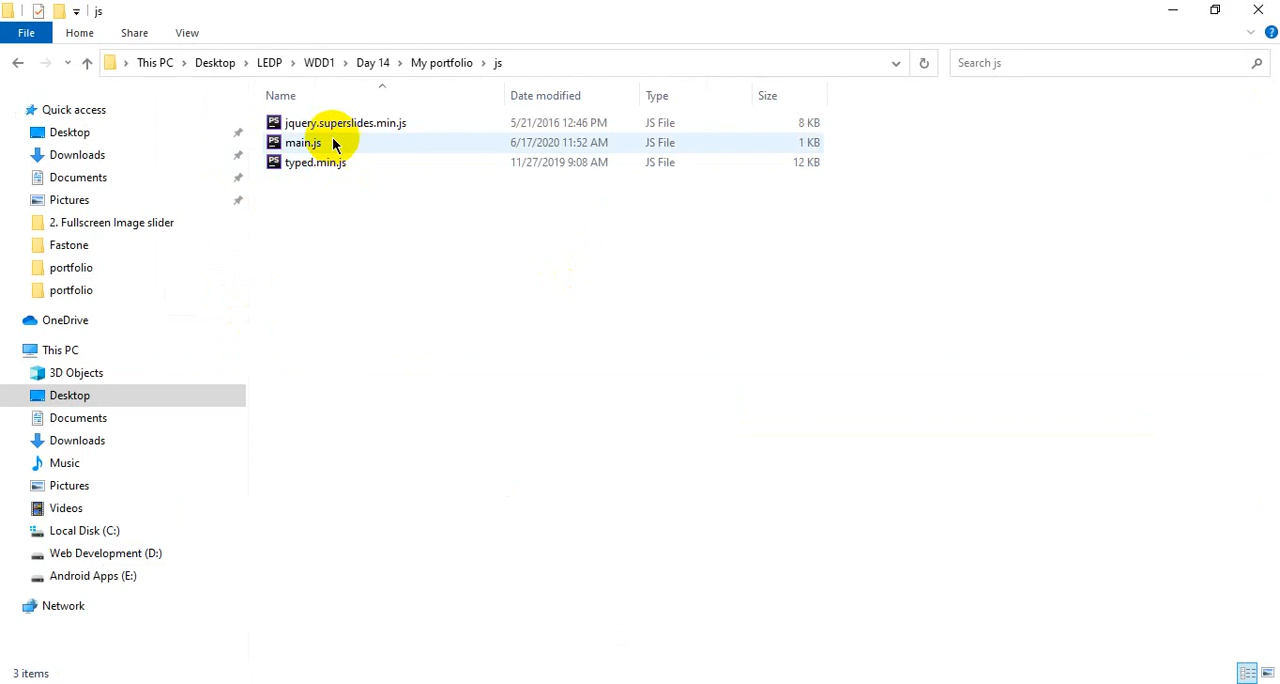 js
File Home Share View
This PC Desktop LEDP WDD1 Day 14 My portfolio js Search js
Name Date modified Type Size
jquery.superslides.min.js 5/21/2016 12:46 PM JS File 8 KB
main.js 6/17/2020 11:52 AM JS File 1 KB
typed.min.js 11/27/2019 9:08 AM JS File 12 KB
Quick access
Desktop
Downloads
Documents
Pictures
2. Fullscreen Image slider
Fastone
portfolio
portfolio
OneDrive
This PC
3D Objects
Desktop
Documents
Downloads
Music
Pictures
Videos
Local Disk (C:)
Web Development (D:)
Android Apps (E:)
Network
3 items